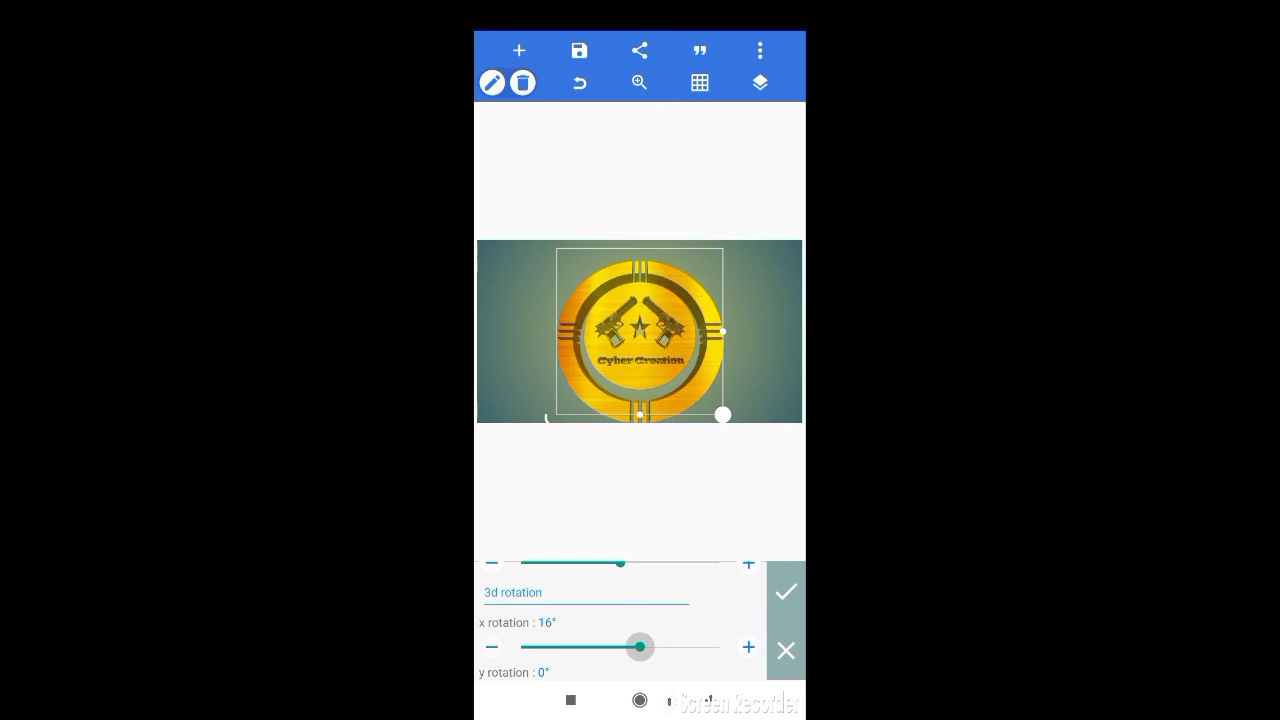 Cyber Creation
3d rotation
x rotation : 16°
y rotation : 0°
Screen Recorder